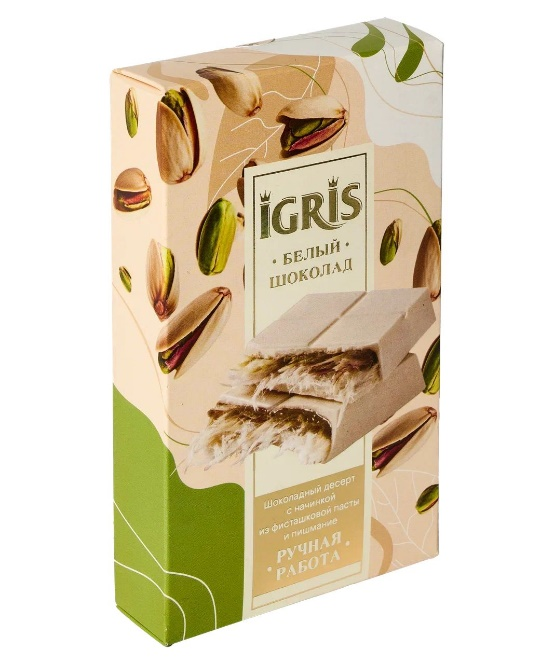 IGRIS
• БЕЛЫЙ •
ШОКОЛАД
Шоколадный десерт
с начинкой
из фисташковой пасты
и пишмание
РУЧНАЯ
• РАБОТА •